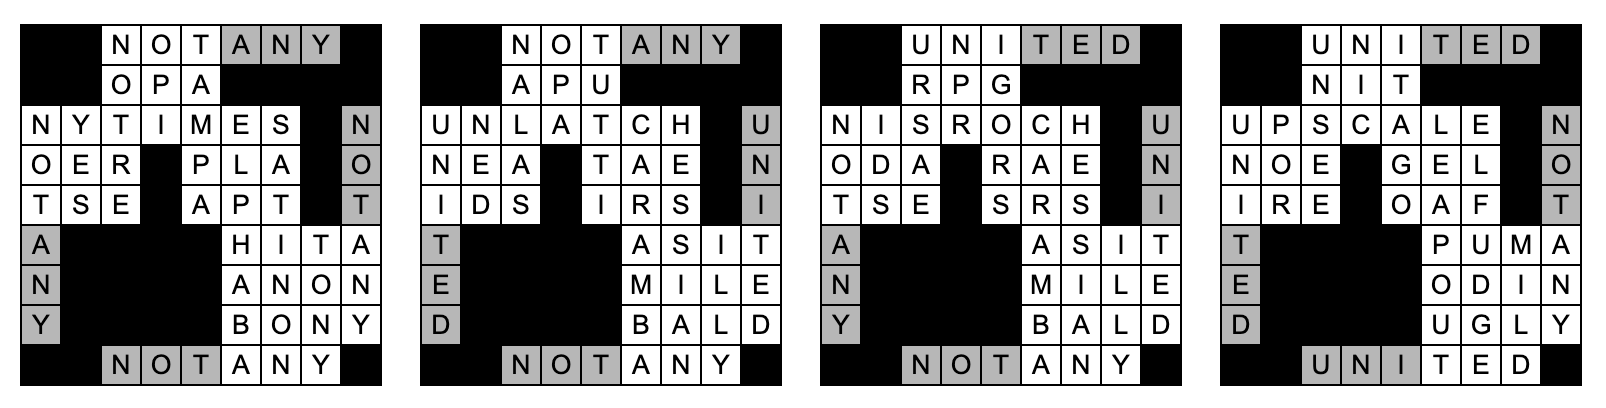 NOTANY
OPA
NYTIMES N
OER PLA O
TSE APT T
A HITA
N ANON
Y BONY
NOTANY
NOTANY
APU
UNLATCH U
NEA TAE N
IDS IRS I
T ASIT
E MILE
D BALD
NOTANY
UNITED
RPG
NISROCH U
ODA RAE N
TSE SRS I
A ASIT
N MILE
Y BALD
NOTANY
UNITED
NIT
UPSCALE N
NOE GEL O
IRE OAF T
T PUMA
E ODIN
D UGLY
UNITED